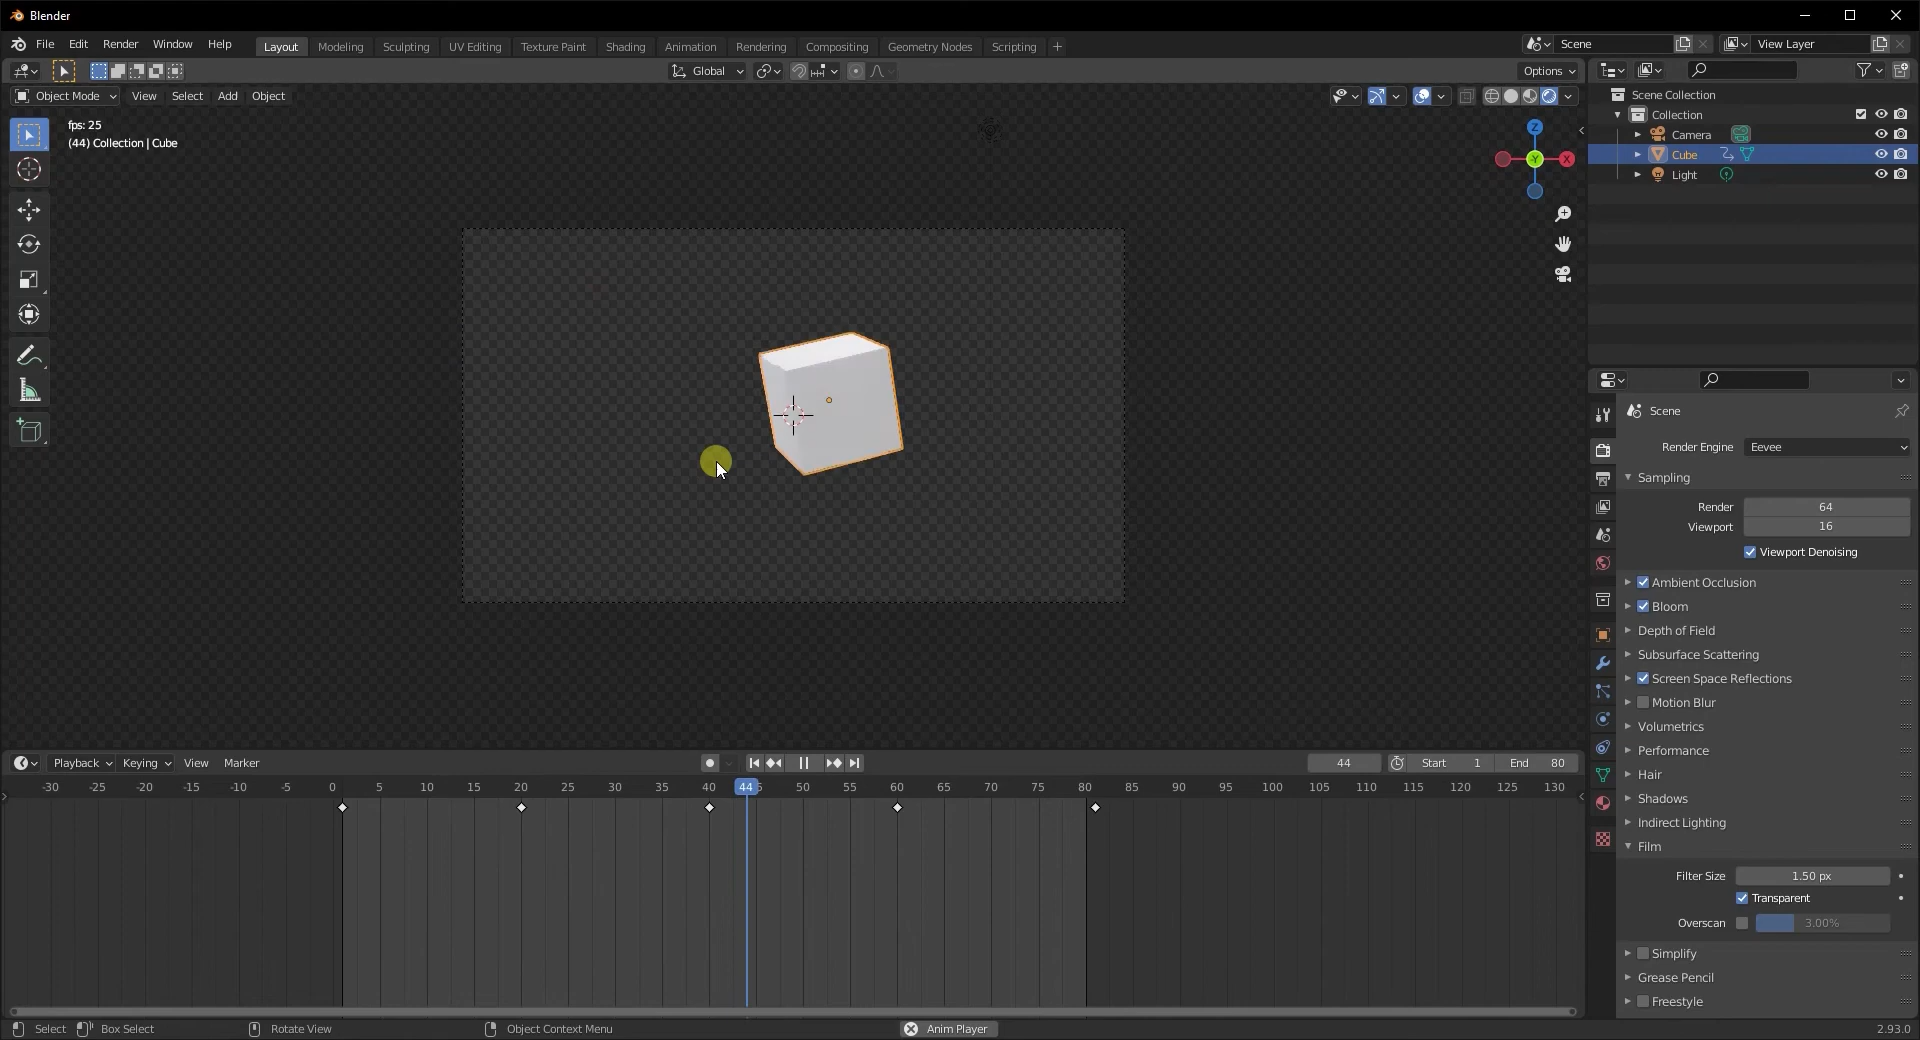 Blender
File Edit Render Window Help Layout Modeling Sculpting UV Editing Texture Paint Shading Animation Rendering Compositing Geometry Nodes Scripting + Scene View Layer
Global Options
Object Mode View Select Add Object
fps: 25
(44) Collection | Cube
Z
-Y
X
Scene Collection
Collection
Camera
Cube
Light
Scene
Render Engine Eevee
Sampling
Render 64
Viewport 16
Viewport Denoising
Ambient Occlusion
Bloom
Depth of Field
Subsurface Scattering
Screen Space Reflections
Motion Blur
Volumetrics
Performance
Hair
Shadows
Indirect Lighting
Film
Filter Size 1.50 px
Transparent
Overscan 3.00%
Simplify
Grease Pencil
Freestyle
Playback Keying View Marker 44 Start 1 End 80
-30 -25 -20 -15 -10 -5 0 5 10 15 20 25 30 35 40 44 50 55 60 65 70 75 80 85 90 95 100 105 110 115 120 125 130
Select Box Select Rotate View Object Context Menu Anim Player 2.93.0